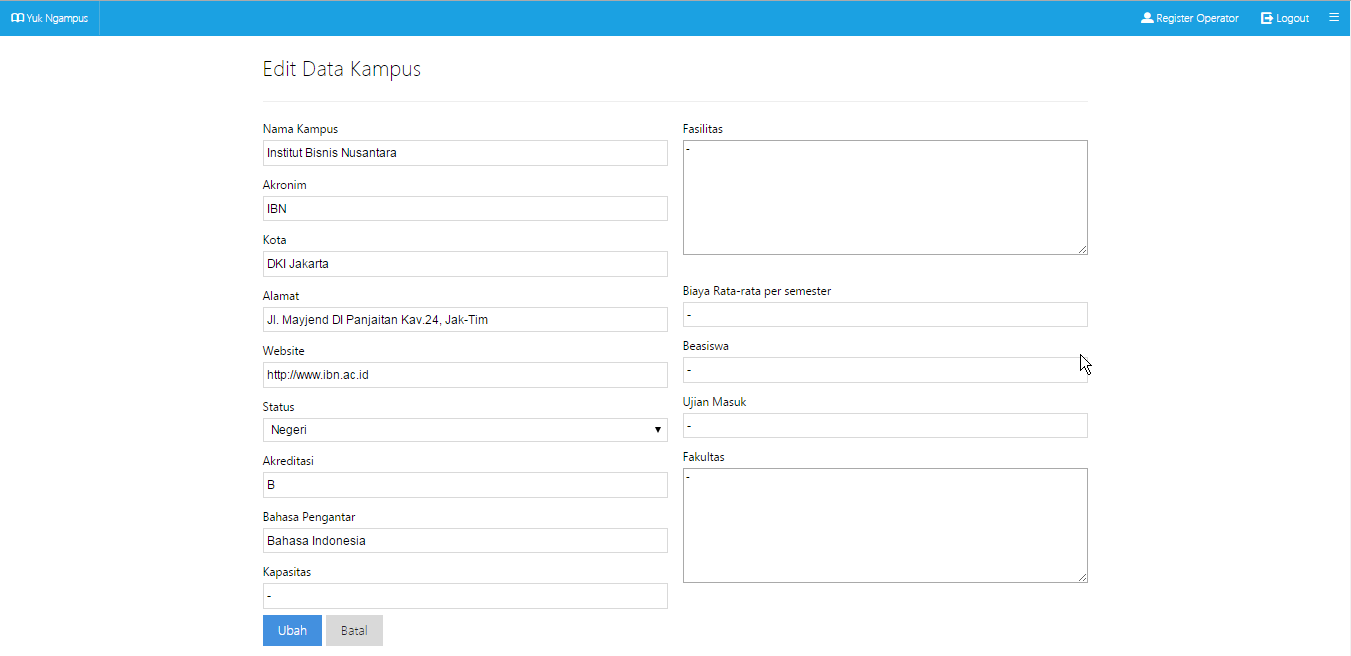 Yuk Ngampus
Register Operator
Logout
Edit Data Kampus
Nama Kampus
Institut Bisnis Nusantara
Akronim
IBN
Kota
DKI Jakarta
Alamat
Jl. Mayjend DI Panjaitan Kav.24, Jak-Tim
Website
http://www.ibn.ac.id
Status
Negeri
Akreditasi
B
Bahasa Pengantar
Bahasa Indonesia
Kapasitas
-
Fasilitas
-
Biaya Rata-rata per semester
-
Beasiswa
-
Ujian Masuk
-
Fakultas
-
Ubah
Batal